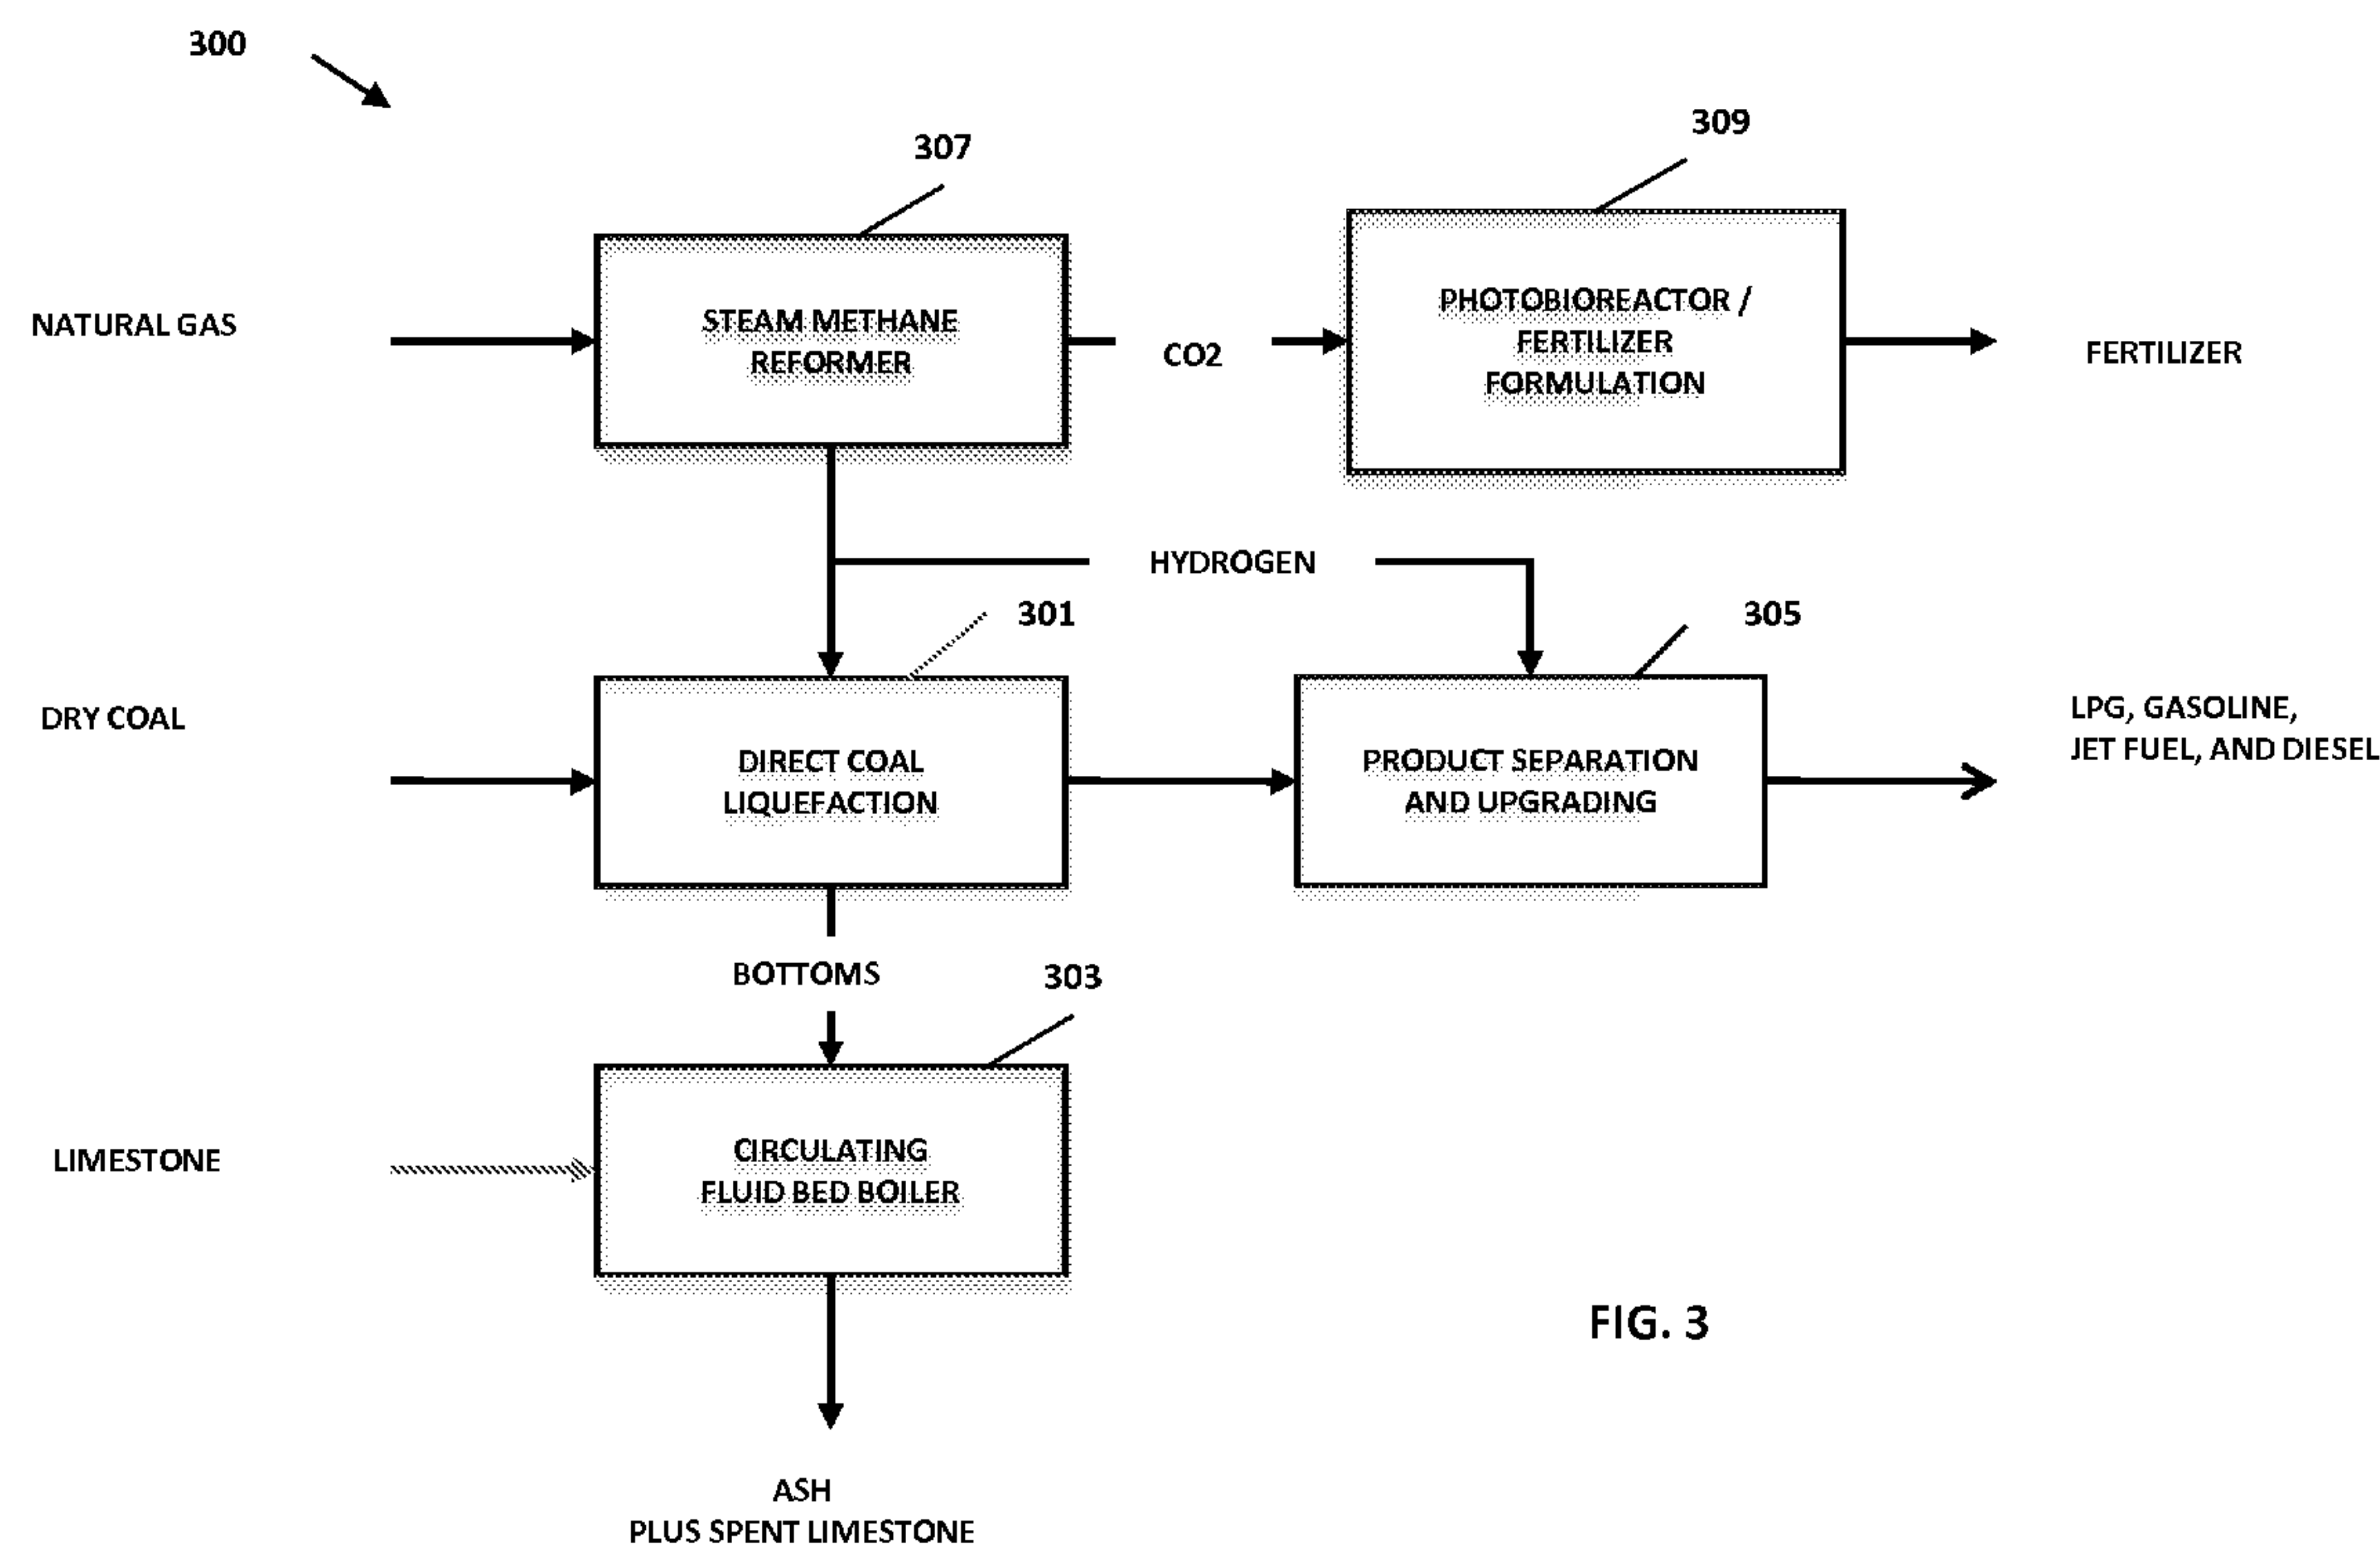 300
307
309
NATURAL GAS
STEAM METHANE
REFORMER
CO2
PHOTOBIOREACTOR /
FERTILIZER
FORMULATION
FERTILIZER
HYDROGEN
301
305
DRY COAL
DIRECT COAL
LIQUEFACTION
PRODUCT SEPARATION
AND UPGRADING
LPG, GASOLINE,
JET FUEL, AND DIESEL
BOTTOMS
303
LIMESTONE
CIRCULATING
FLUID BED BOILER
FIG. 3
ASH
PLUS SPENT LIMESTONE